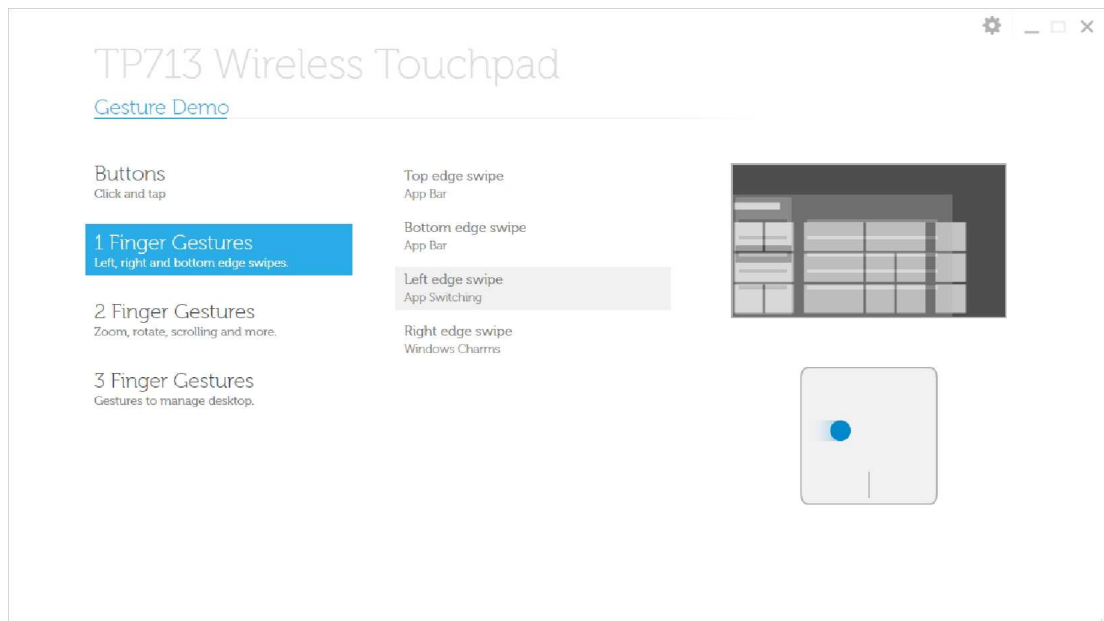 TP713 Wireless Touchpad
Gesture Demo
Buttons
Click and tap
1 Finger Gestures
Left, right and bottom edge swipes.
2 Finger Gestures
Zoom, rotate, scrolling and more.
3 Finger Gestures
Gestures to manage desktop.
Top edge swipe
App Bar
Bottom edge swipe
App Bar
Left edge swipe
App Switching
Right edge swipe
Windows Charms